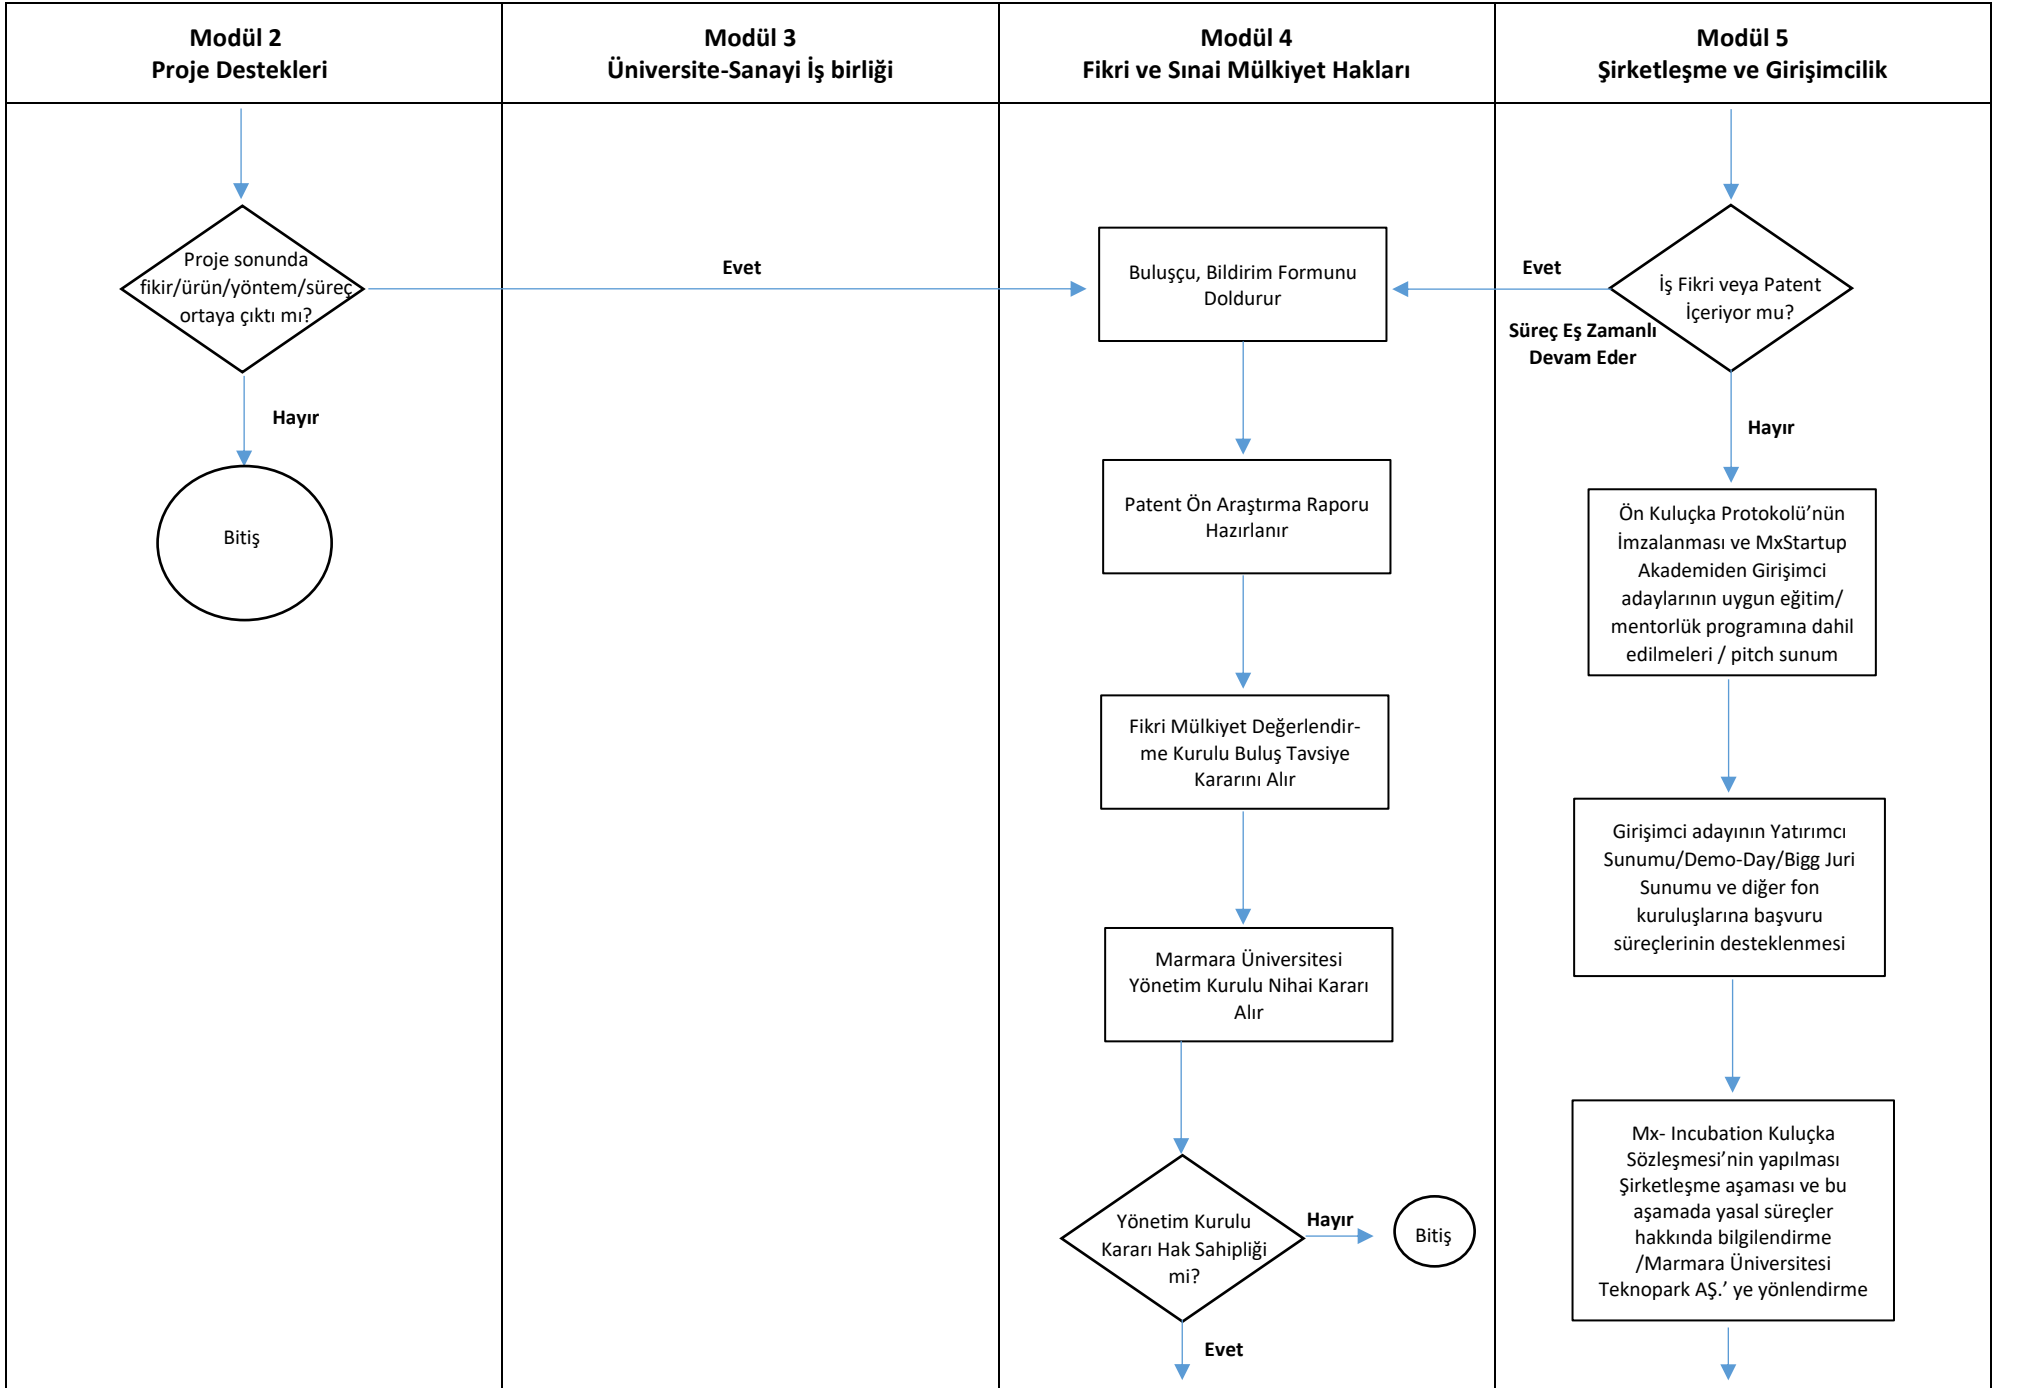 Modül 2
Proje Destekleri
Modül 3
Üniversite-Sanayi İş birliği
Modül 4
Fikri ve Sınai Mülkiyet Hakları
Modül 5
Şirketleşme ve Girişimcilik
Proje sonunda
fikir/ürün/yöntem/süreç
ortaya çıktı mı?
Evet
Hayır
Bitiş
Buluşçu, Bildirim Formunu
Doldurur
Patent Ön Araştırma Raporu
Hazırlanır
Fikri Mülkiyet Değerlendir-
me Kurulu Buluş Tavsiye
Kararını Alır
Marmara Üniversitesi
Yönetim Kurulu Nihai Kararı
Alır
Yönetim Kurulu
Kararı Hak Sahipliği
mi?
Hayır
Bitiş
Evet
İş Fikri veya Patent
İçeriyor mu?
Evet
Süreç Eş Zamanlı
Devam Eder
Hayır
Ön Kuluçka Protokolü’nün
İmzalanması ve MxStartup
Akademiden Girişimci
adaylarının uygun eğitim/
mentorlük programına dahil
edilmeleri / pitch sunum
Girişimci adayının Yatırımcı
Sunumu/Demo-Day/Bigg Juri
Sunumu ve diğer fon
kuruluşlarına başvuru
süreçlerinin desteklenmesi
Mx- Incubation Kuluçka
Sözleşmesi’nin yapılması
Şirketleşme aşaması ve bu
aşamada yasal süreçler
hakkında bilgilendirme
/Marmara Üniversitesi
Teknopark AŞ.’ ye yönlendirme